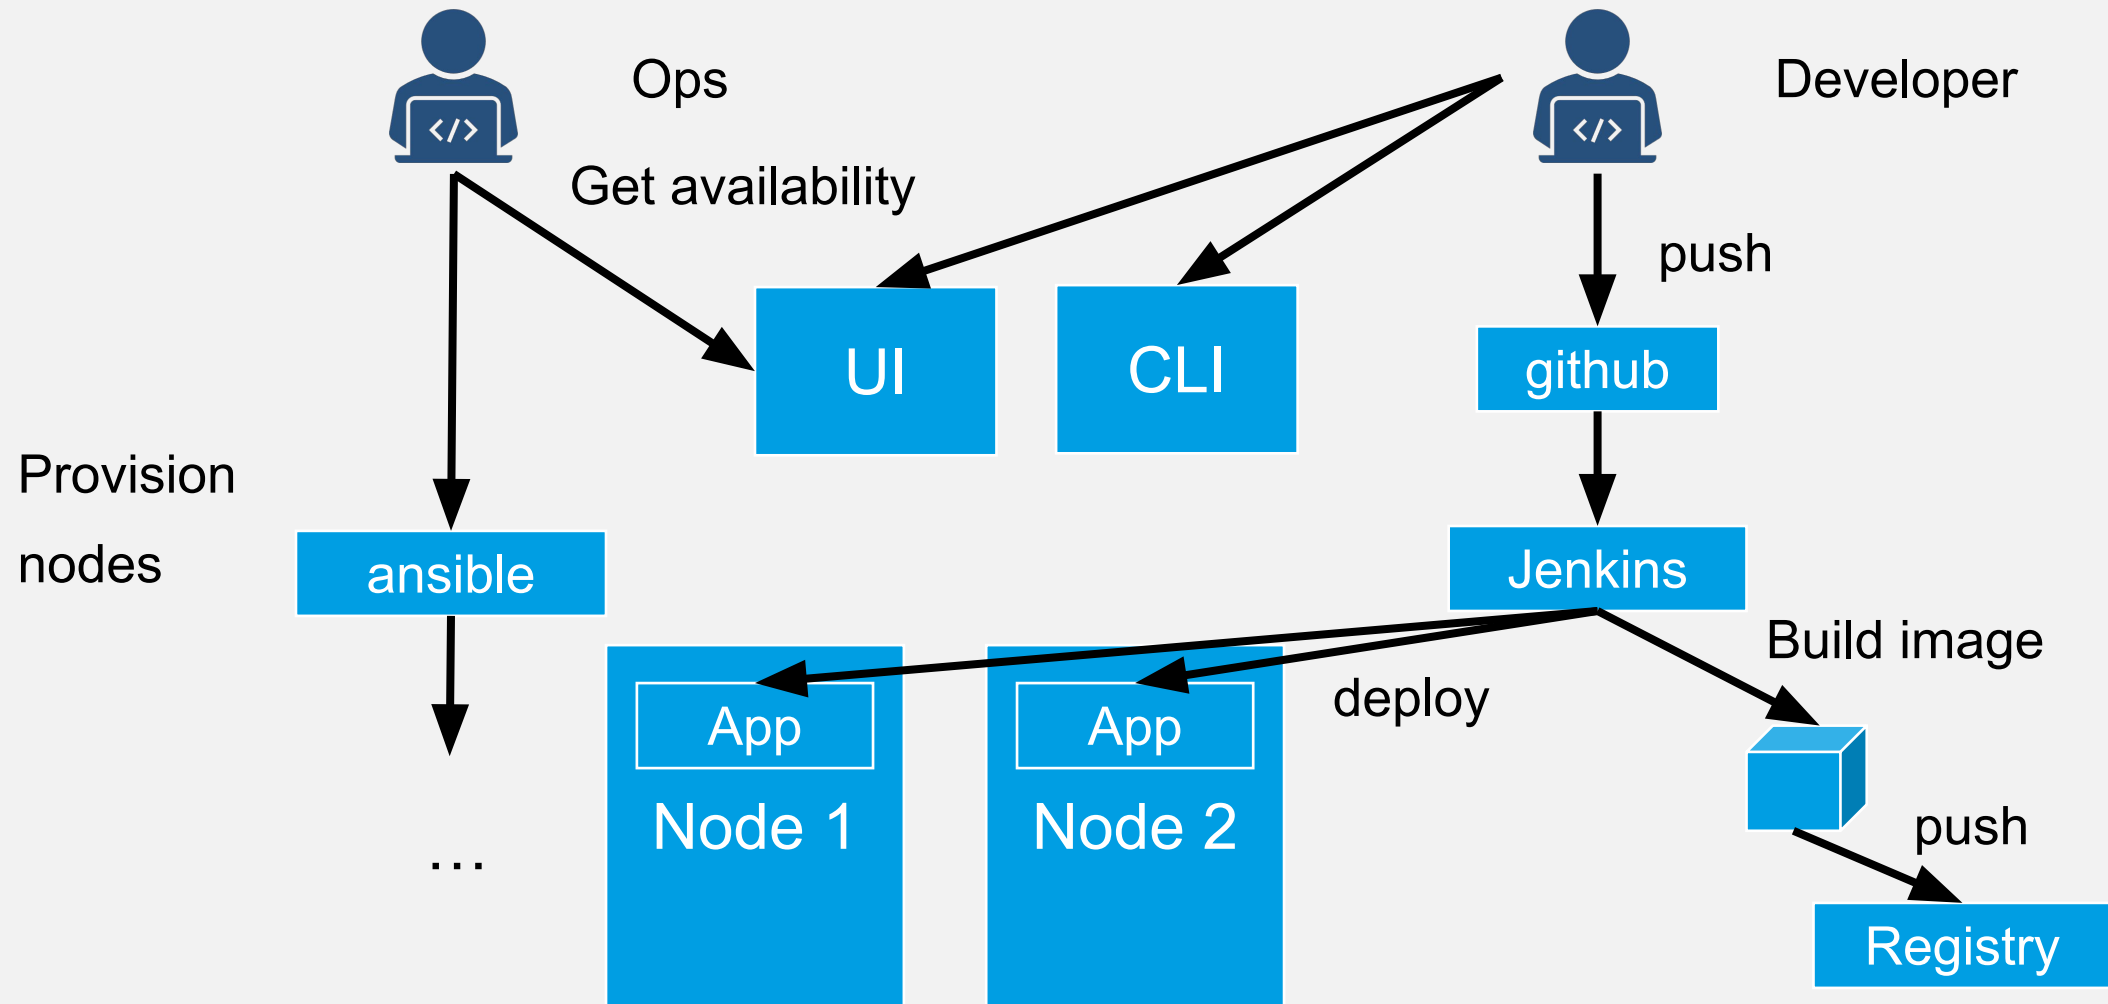 Ops
Developer
</>
</>
Get availability
push
UI
CLI
github
Provision
nodes
ansible
Jenkins
Build image
deploy
App
App
Node 1
Node 2
push
…
Registry